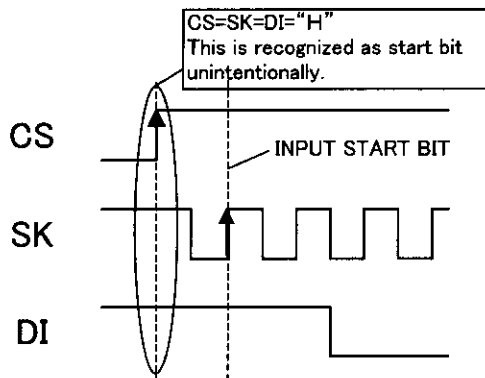 CS=SK=DI=“H”
This is recognized as start bit
unintentionally.
CS
INPUT START BIT
SK
DI